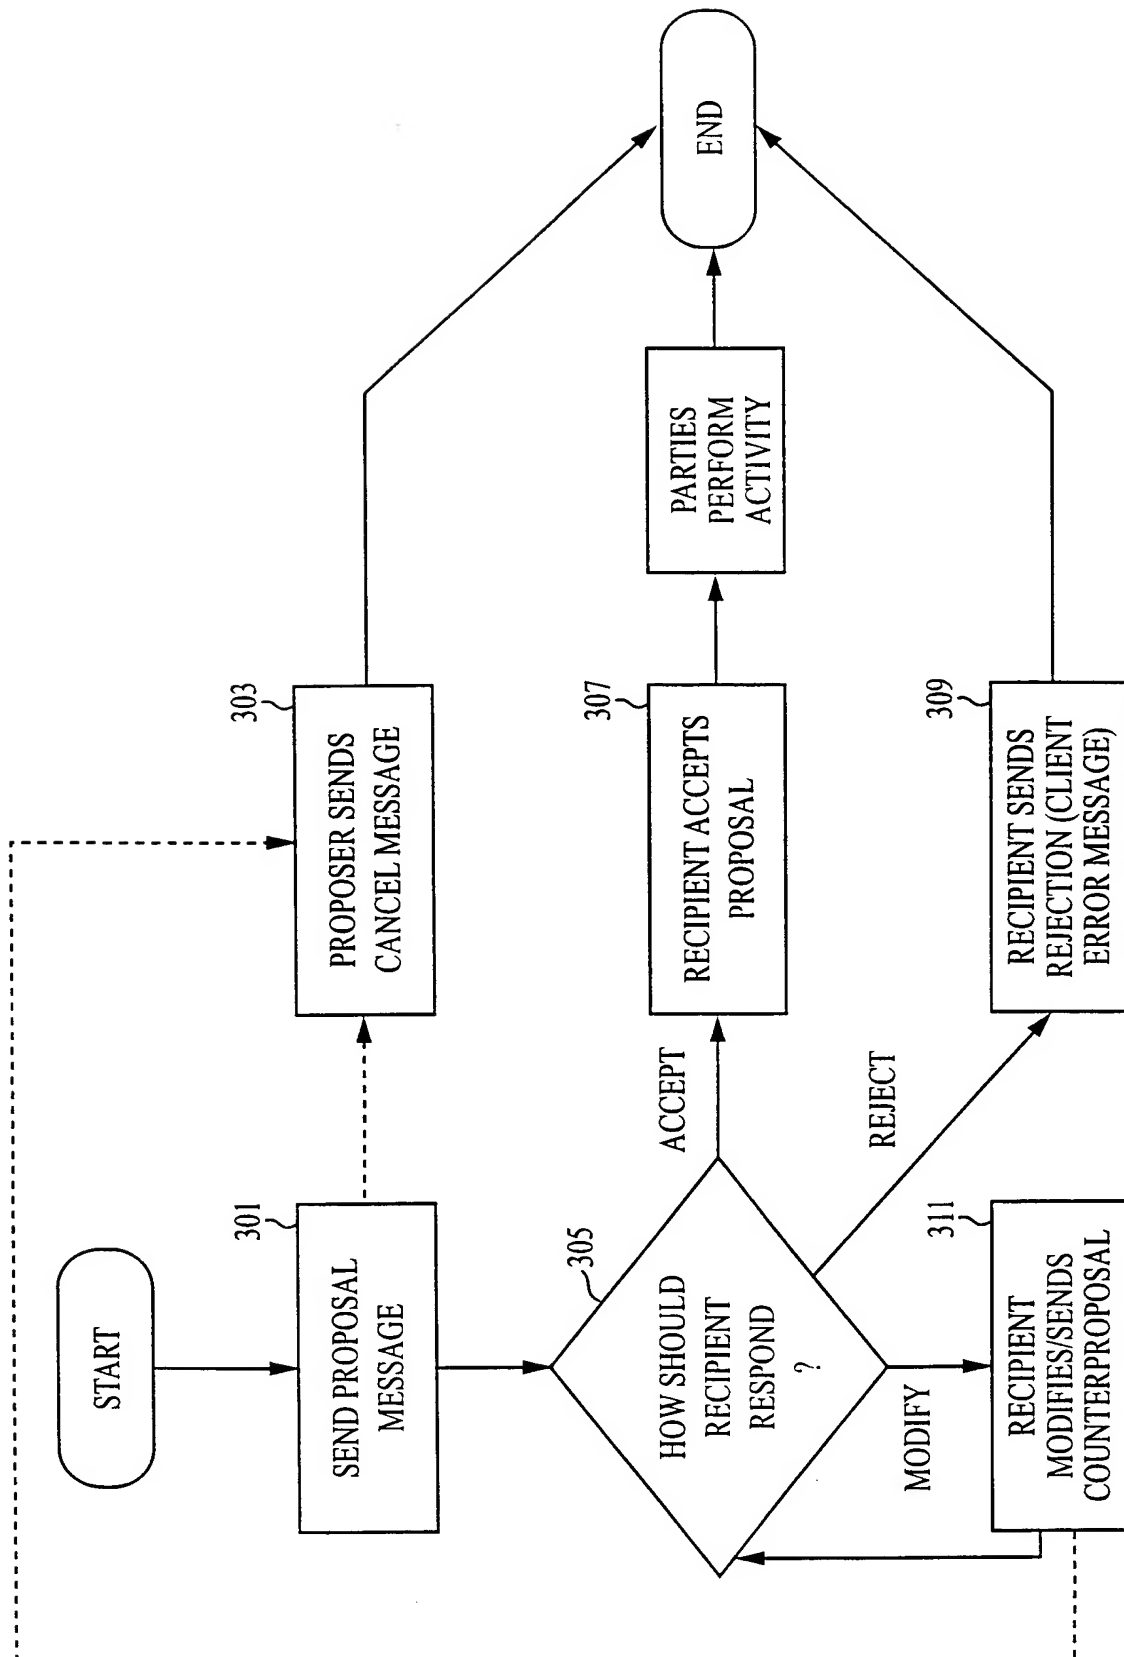 START
301
SEND PROPOSAL
MESSAGE
303
PROPOSER SENDS
CANCEL MESSAGE
305
HOW SHOULD
RECIPIENT
RESPOND
?
ACCEPT
307
RECIPIENT ACCEPTS
PROPOSAL
PARTIES
PERFORM
ACTIVITY
END
REJECT
309
RECIPIENT SENDS
REJECTION (CLIENT
ERROR MESSAGE)
MODIFY
311
RECIPIENT
MODIFIES/SENDS
COUNTERPROPOSAL